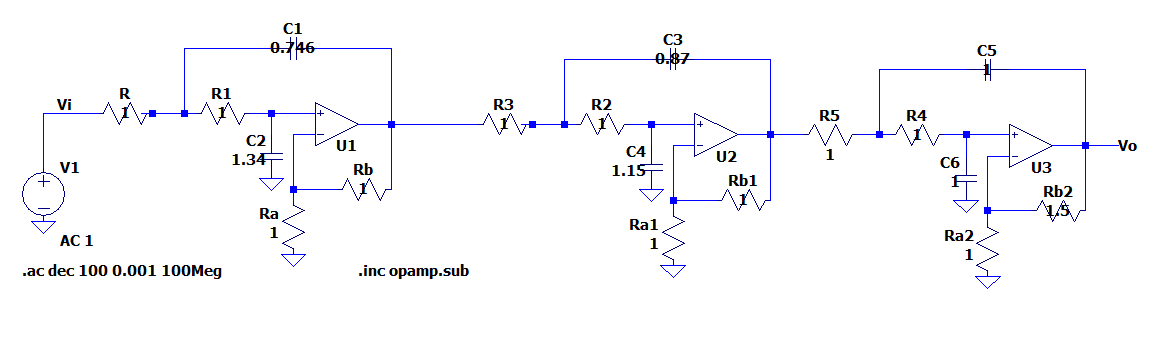 C1
0.746
C3
0.87
C5
1
R
1
R1
1
R3
1
R2
1
R5
1
R4
1
Vi
C2
1.34
U1
C4
1.15
U2
C6
1
U3
Vo
V1
Rb
1
Rb1
1
Rb2
1.5
Ra
1
Ra1
1
Ra2
1
AC 1
.ac dec 100 0.001 100Meg
.inc opamp.sub